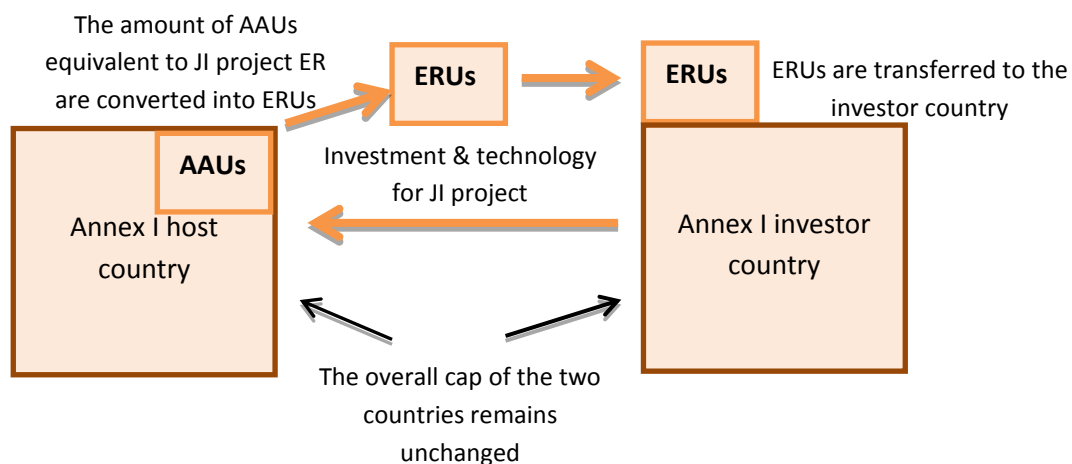 The amount of AAUs
equivalent to JI project ER
are converted into ERUs
ERUs
ERUs
ERUs are transferred to the
investor country
AAUs
Investment & technology
for JI project
Annex I host
country
Annex I investor
country
The overall cap of the two
countries remains
unchanged